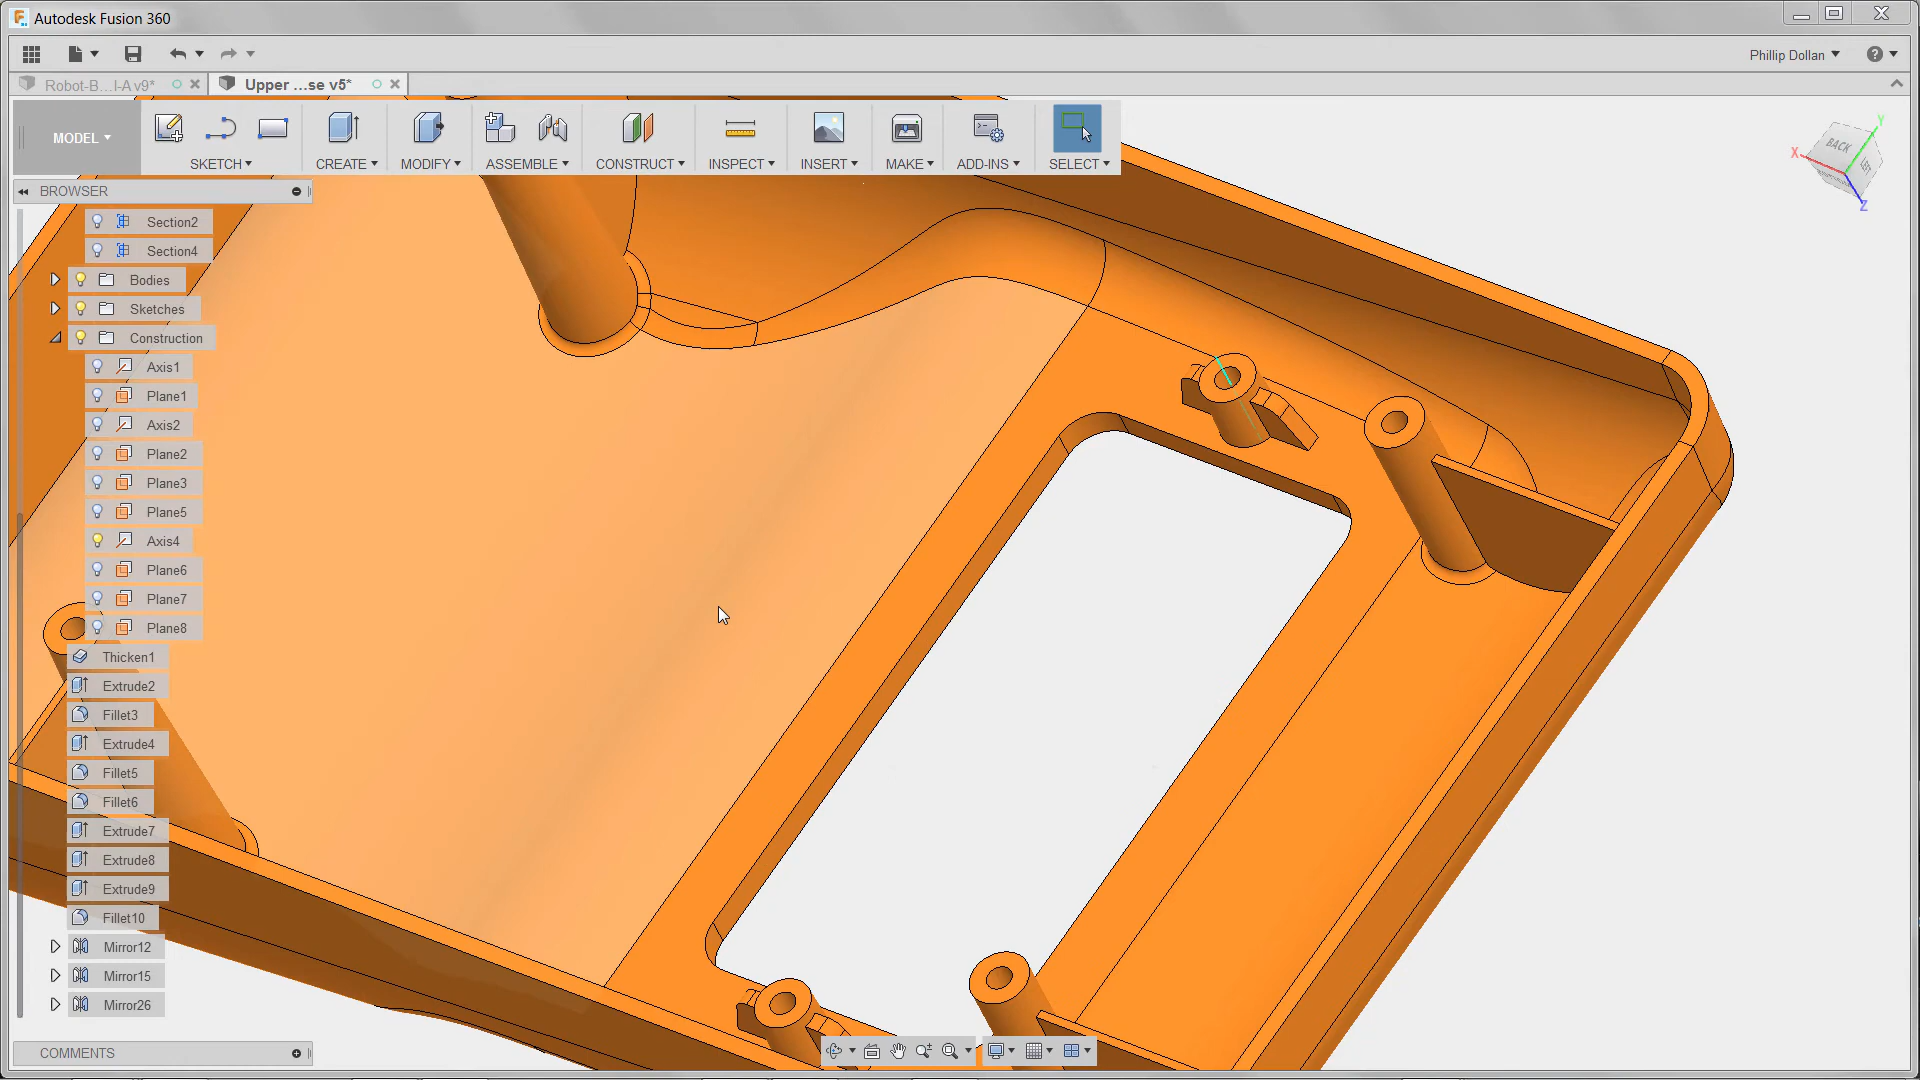 Autodesk Fusion 360
Phillip Dollan
Robot-B...l-A v9*
Upper ...se v5*
MODEL
SKETCH
CREATE
MODIFY
ASSEMBLE
CONSTRUCT
INSPECT
INSERT
MAKE
ADD-INS
SELECT
BROWSER
Section2
Section4
Bodies
Sketches
Construction
Axis1
Plane1
Axis2
Plane2
Plane3
Plane5
Axis4
Plane6
Plane7
Plane8
Thicken1
Extrude2
Fillet3
Extrude4
Fillet5
Fillet6
Extrude7
Extrude8
Extrude9
Fillet10
Mirror12
Mirror15
Mirror26
COMMENTS
Y
X
BACK
Z